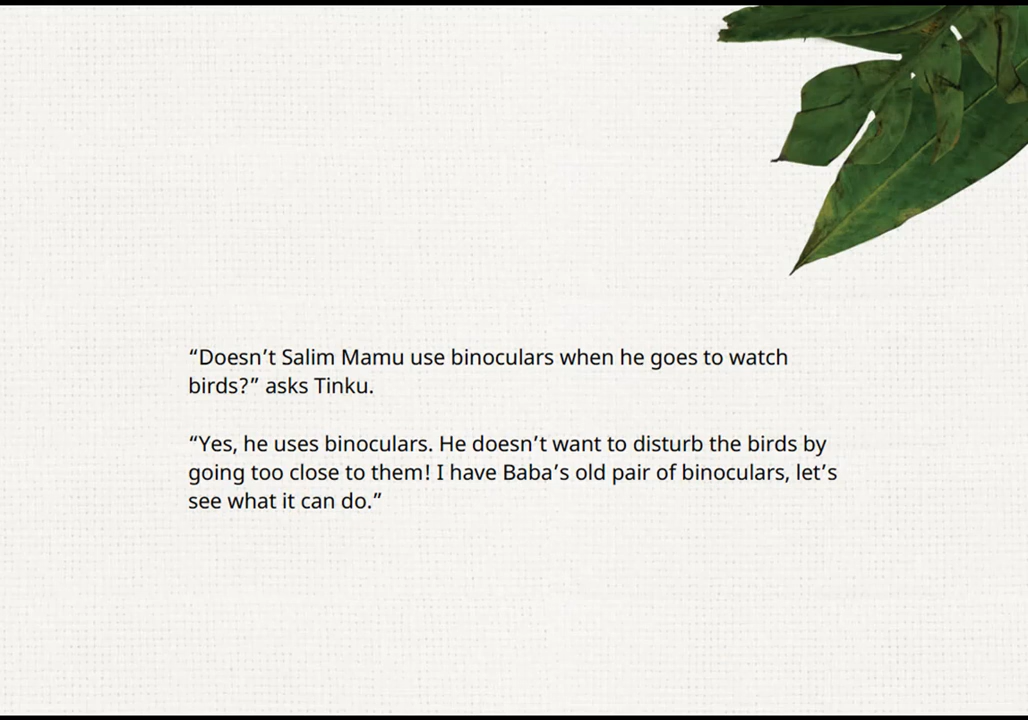 “Doesn’t Salim Mamu use binoculars when he goes to watch
birds?” asks Tinku.
“Yes, he uses binoculars. He doesn’t want to disturb the birds by
going too close to them! I have Baba’s old pair of binoculars, let’s
see what it can do.”